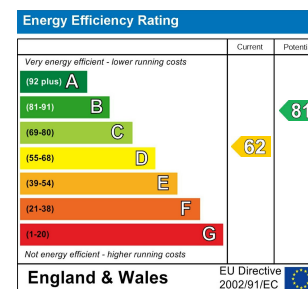 Energy Efficiency Rating
Current Potenti
Very energy efficient - lower running costs
(92 plus) A
(81-91) B
81
(69-80) C
62
(55-68) D
(39-54) E
(21-38) F
(1-20) G
Not energy efficient - higher running costs
England & Wales
EU Directive
2002/91/EC